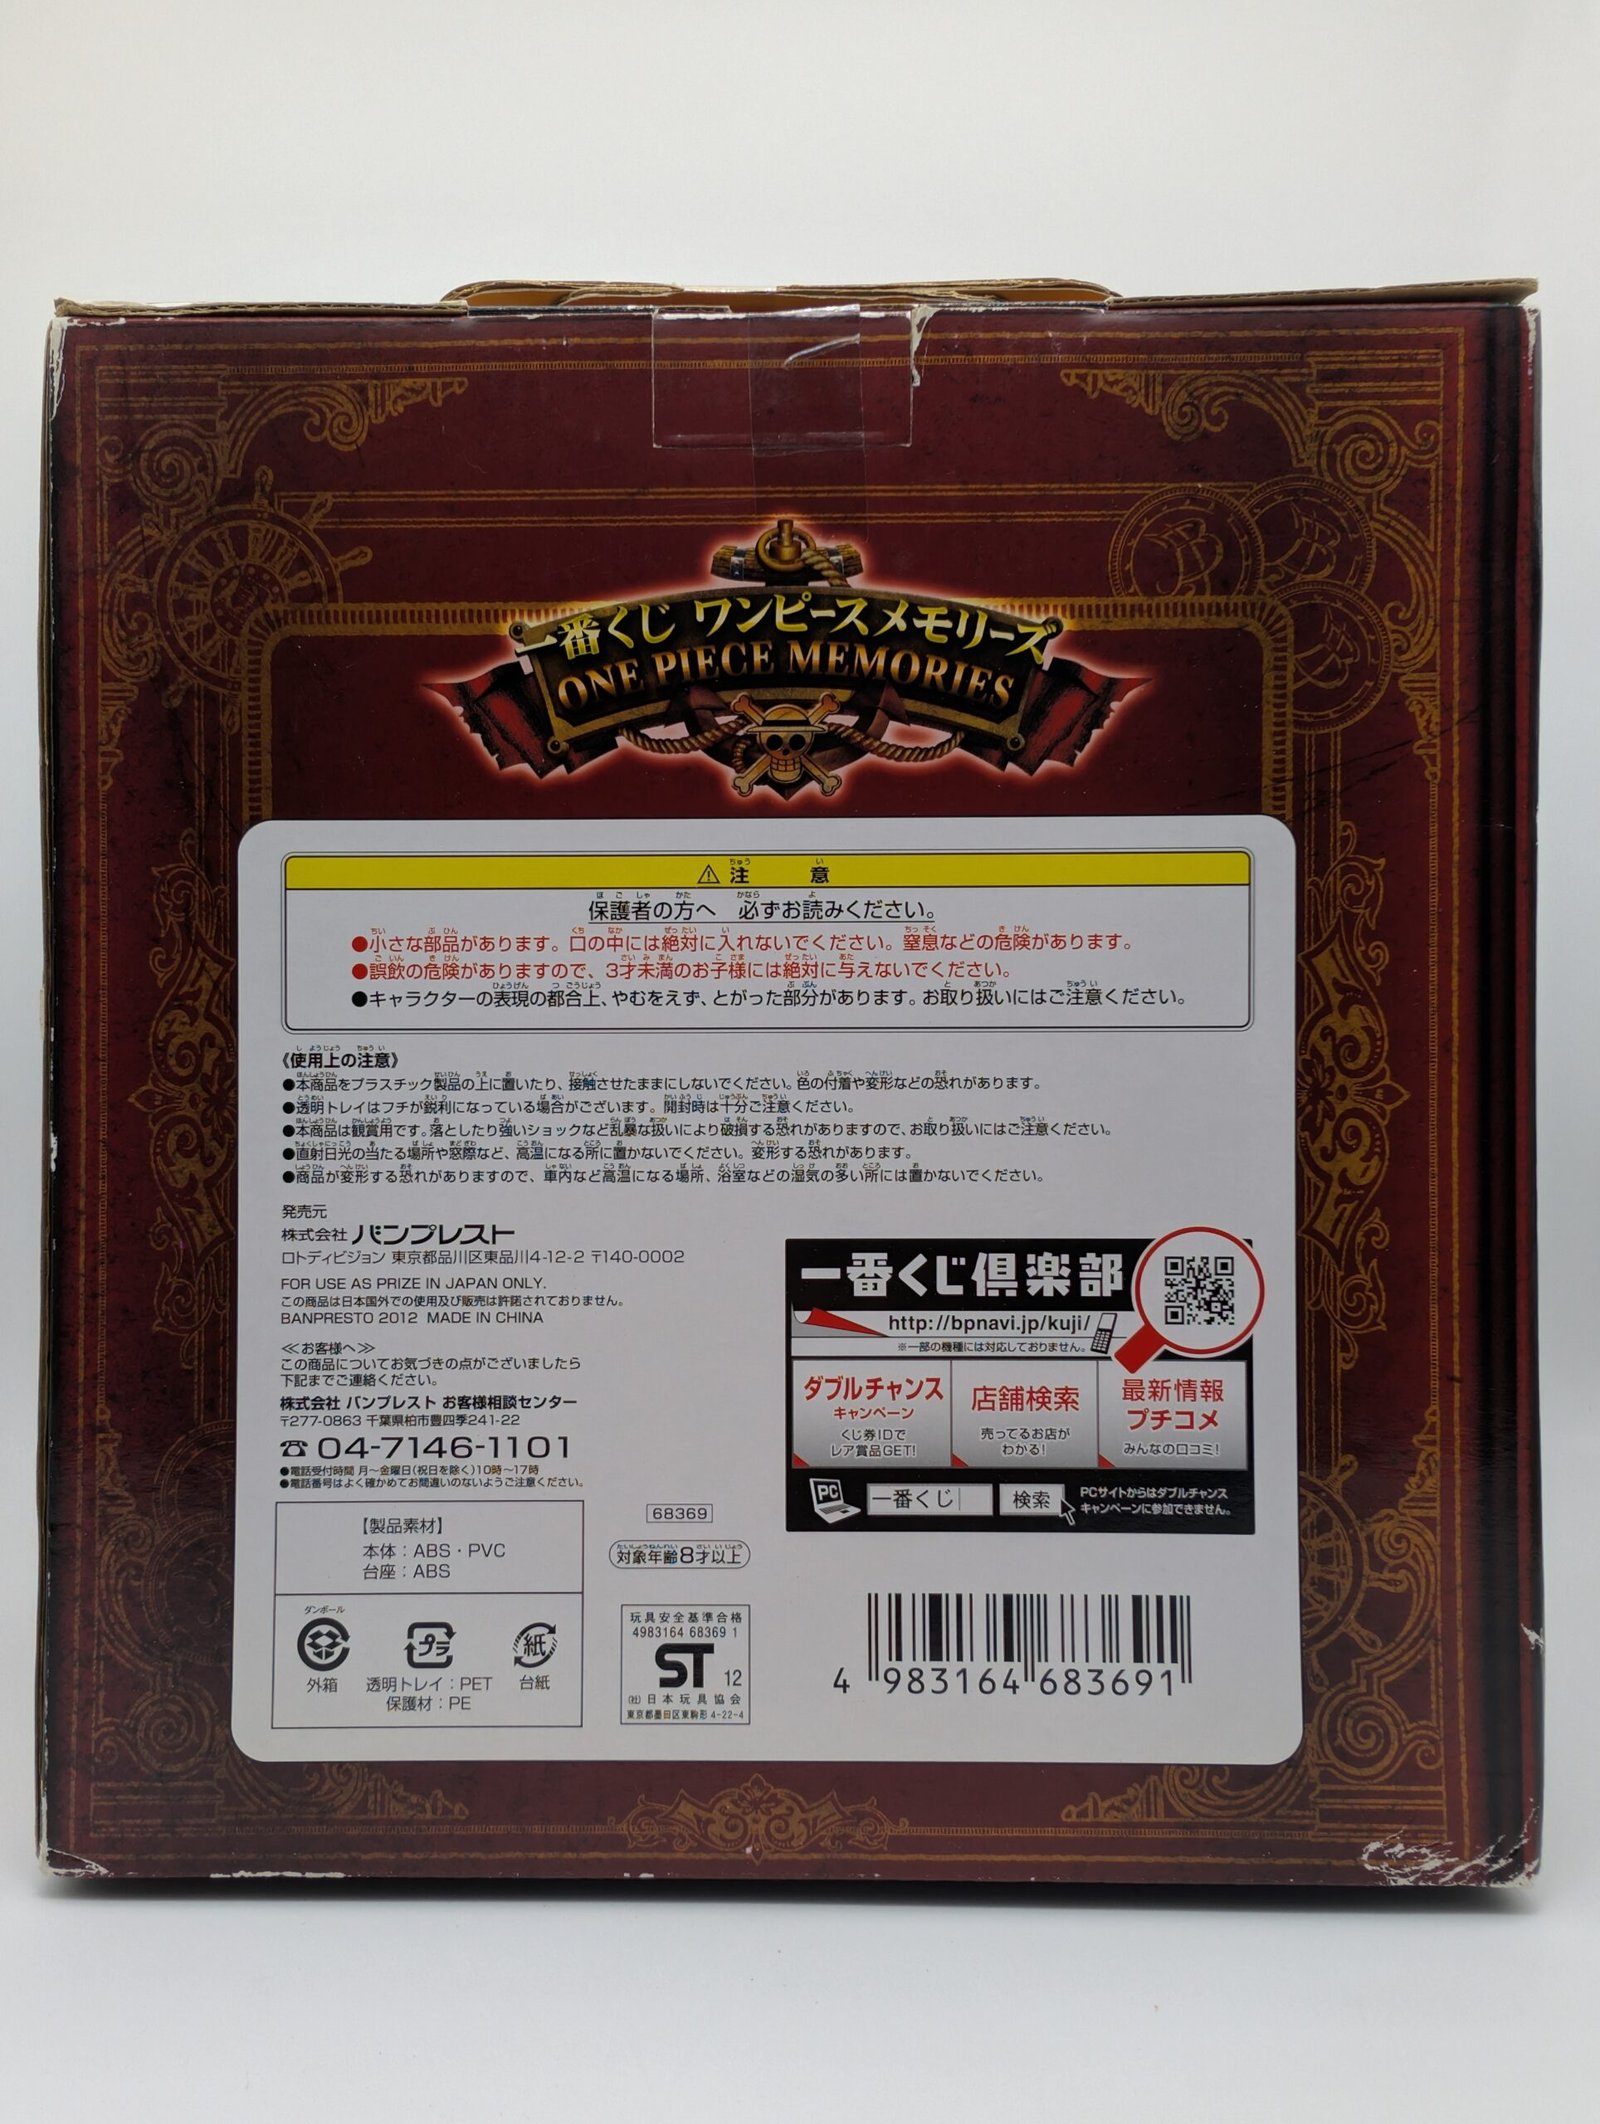 一番くじ ワンピースメモリーズ
ONE PIECE MEMORIES
⚠注意
保護者の方へ 必ずお読みください。
●小さな部品があります。口の中には絶対に入れないでください。窒息などの危険があります。
●誤飲の危険がありますので、3才未満のお子様には絶対に与えないでください。
●キャラクターの表現の都合上、やむをえず、とがった部分があります。お取り扱いにはご注意ください。
《使用上の注意》
●本商品をプラスチック製品の上に置いたり、接触させたままにしないでください。色の付着や変形などの恐れがあります。
●透明トレイはフチが鋭利になっている場合がございます。開封時は十分ご注意ください。
●本商品は観賞用です。落としたり強いショックなど乱暴な扱いにより破損する恐れがありますので、お取り扱いにはご注意ください。
●直射日光の当たる場所や窓際など、高温になる所に置かないでください。変形する恐れがあります。
●商品が変形する恐れがありますので、車内など高温になる場所、浴室などの湿気の多い所には置かないでください。
発売元
株式会社 バンプレスト
ロトディビジョン 東京都品川区東品川4-12-2 〒140-0002
FOR USE AS PRIZE IN JAPAN ONLY.
この商品は日本国外での使用及び販売は許諾されておりません。
BANPRESTO 2012 MADE IN CHINA
≪お客様へ≫
この商品についてお気づきの点がございましたら
下記までご連絡ください。
株式会社 バンプレスト お客様相談センター
〒277-0863 千葉県柏市豊四季241-22
☎04-7146-1101
●電話受付時間 月～金曜日(祝日を除く)10時～17時
●電話番号はよく確かめてお間違いのないようご注意ください。
一番くじ倶楽部
http://bpnavi.jp/kuji/
※一部の機種には対応しておりません。
ダブルチャンス
キャンペーン
くじ券IDで
レア賞品GET!
店舗検索
売ってるお店が
わかる!
最新情報
プチコメ
みんなの口コミ!
PC
一番くじ
検索
PCサイトからはダブルチャンス
キャンペーンに参加できません。
【製品素材】
本体：ABS・PVC
台座：ABS
ダンボール
外箱
プラ
透明トレイ：PET
保護材：PE
紙
台紙
68369
対象年齢8才以上
玩具安全基準合格
4983164 68369 1
ST 12
(社)日本玩具協会
東京都墨田区東駒形 4-22-4
4 983164 683691